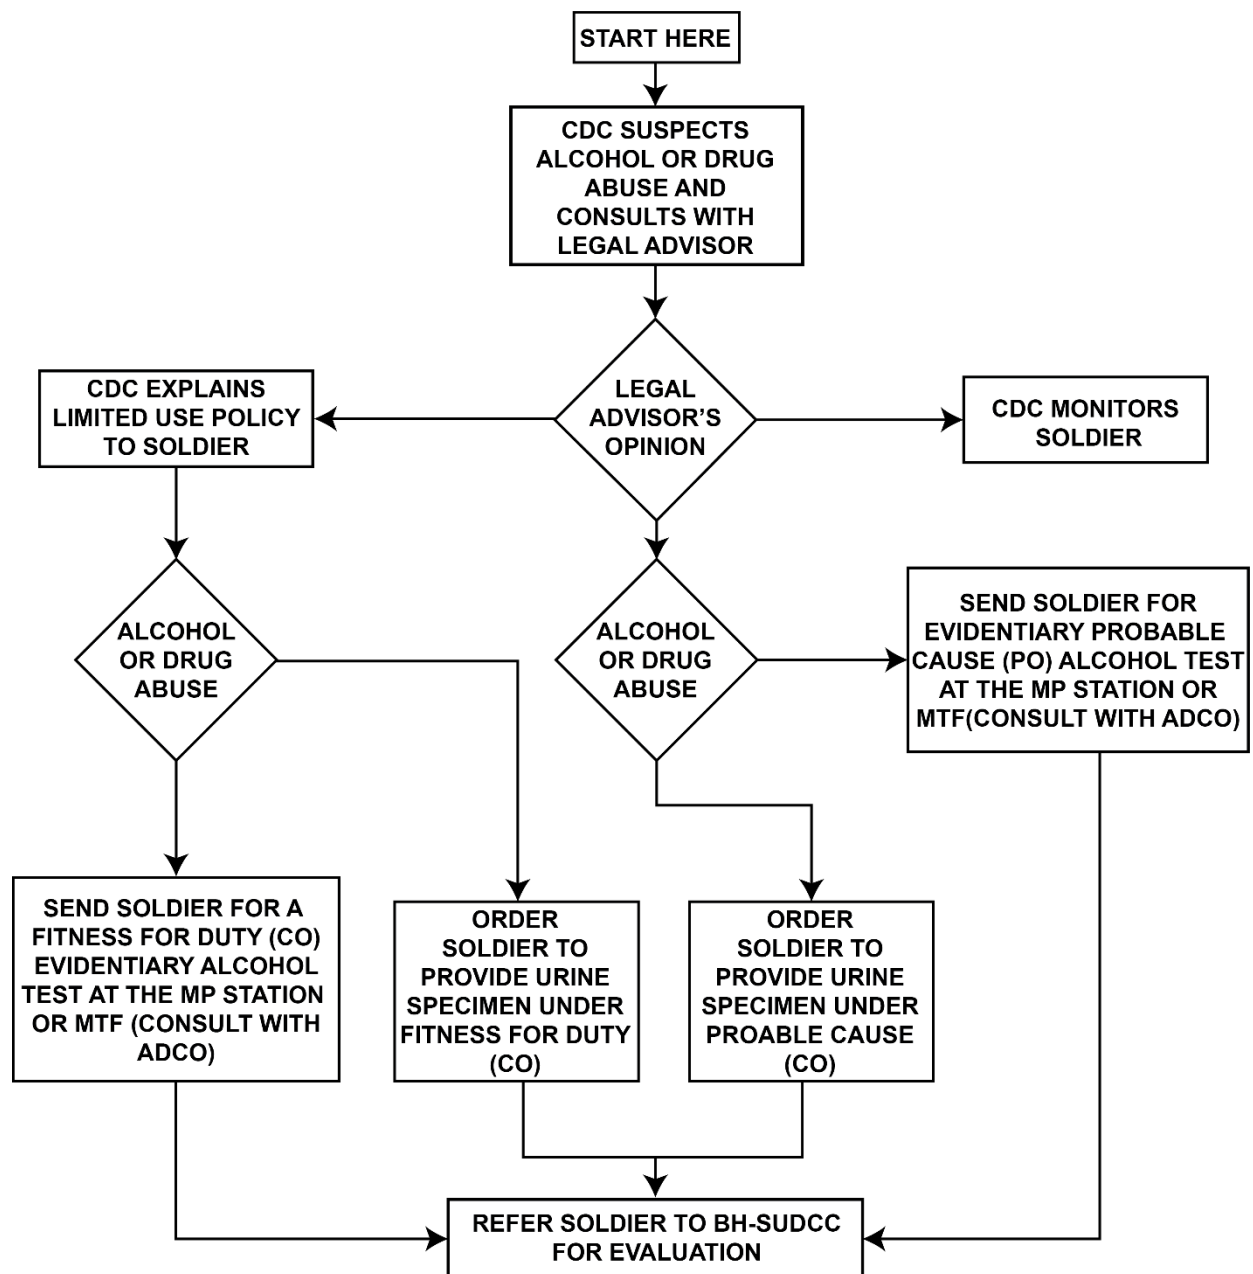 START HERE
CDC SUSPECTS
ALCOHOL OR DRUG
ABUSE AND
CONSULTS WITH
LEGAL ADVISOR
LEGAL
ADVISOR'S
OPINION
CDC EXPLAINS
LIMITED USE POLICY
TO SOLDIER
CDC MONITORS
SOLDIER
ALCOHOL
OR DRUG
ABUSE
ALCOHOL
OR DRUG
ABUSE
SEND SOLDIER FOR
EVIDENTIARY PROBABLE
CAUSE (PO) ALCOHOL TEST
AT THE MP STATION OR
MTF(CONSULT WITH ADCO)
SEND SOLDIER FOR A
FITNESS FOR DUTY (CO)
EVIDENTIARY ALCOHOL
TEST AT THE MP STATION
OR MTF (CONSULT WITH
ADCO)
ORDER
SOLDIER TO
PROVIDE URINE
SPECIMEN UNDER
FITNESS FOR DUTY
(CO)
ORDER
SOLDIER TO
PROVIDE URINE
SPECIMEN UNDER
PROABLE CAUSE
(CO)
REFER SOLDIER TO BH-SUDCC
FOR EVALUATION